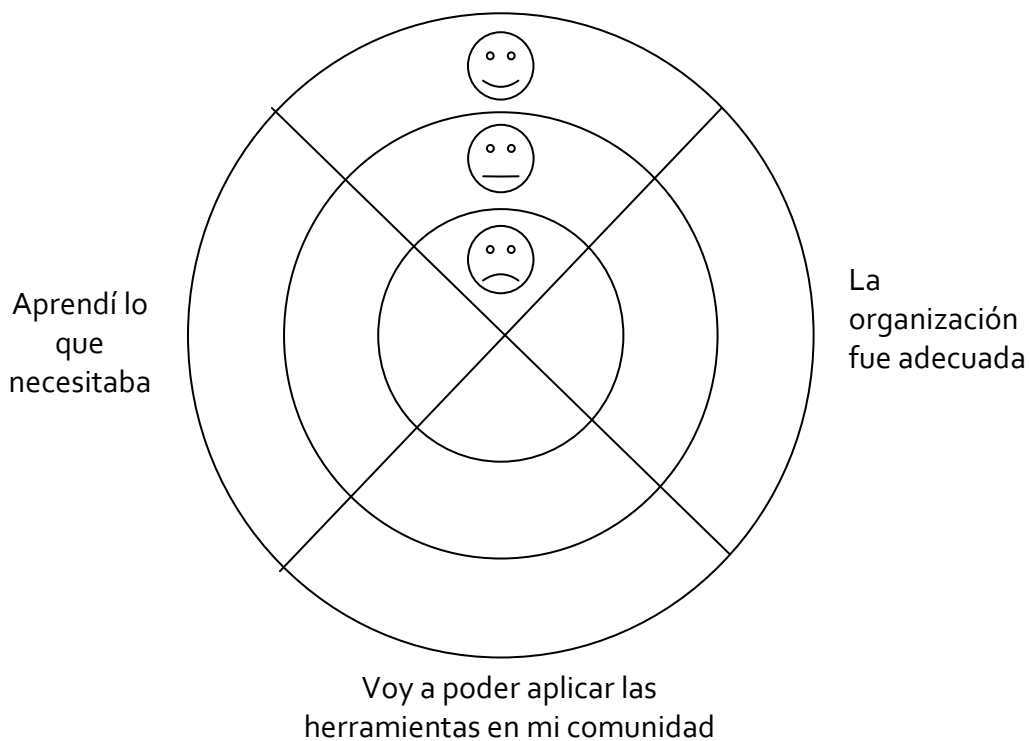 Aprendí lo
que
necesitaba
La
organización
fue adecuada
Voy a poder aplicar las
herramientas en mi comunidad